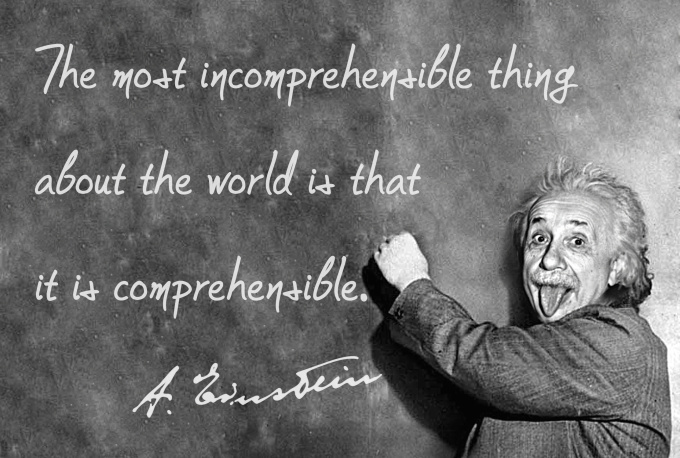 The most incomprehensible thing
about the world is that
it is comprehensible.
A. Einstein